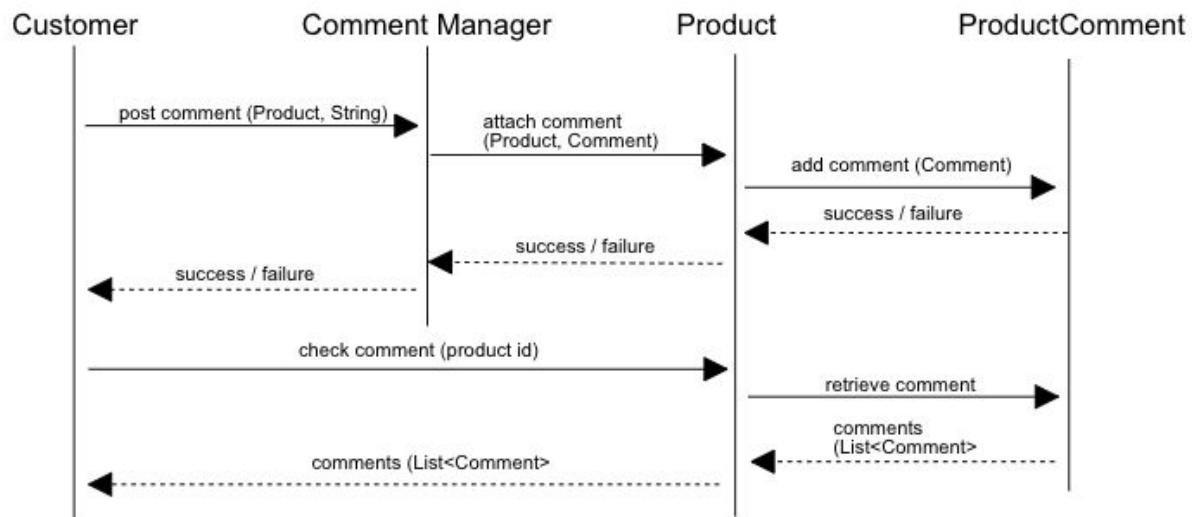 Customer
Comment Manager
Product
ProductComment
post comment (Product, String)
attach comment
(Product, Comment)
add comment (Comment)
success / failure
success / failure
success / failure
check comment (product id)
retrieve comment
comments
(List<Comment>
comments (List<Comment>